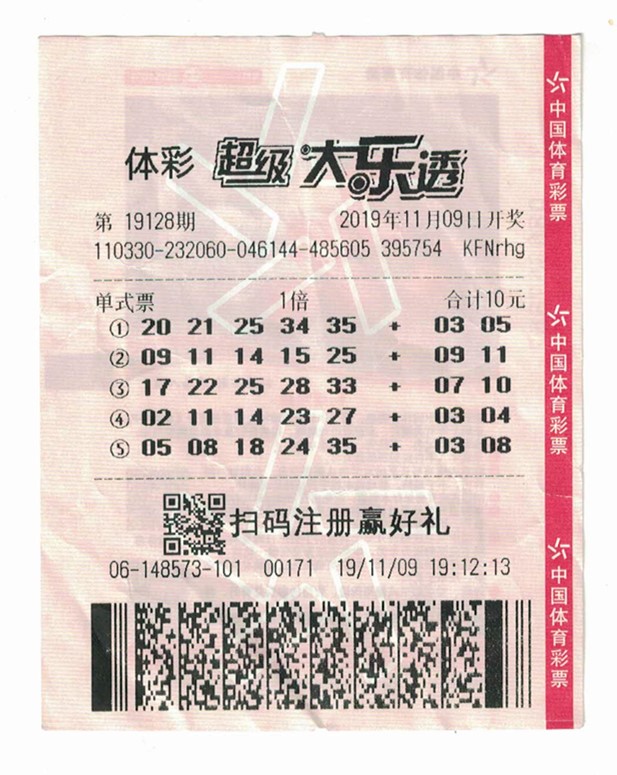 体彩 超级大乐透
第 19128期 2019年11月09日开奖
110330-232060-046144-485605 395754 KFNrhg
单式票 1倍 合计10元
① 20 21 25 34 35 + 03 05
② 09 11 14 15 25 + 09 11
③ 17 22 25 28 33 + 07 10
④ 02 11 14 23 27 + 03 04
⑤ 05 08 18 24 35 + 03 08
扫码注册赢好礼
06-148573-101 00171 19/11/09 19:12:13
中国体育彩票
中国体育彩票
中国体育彩票